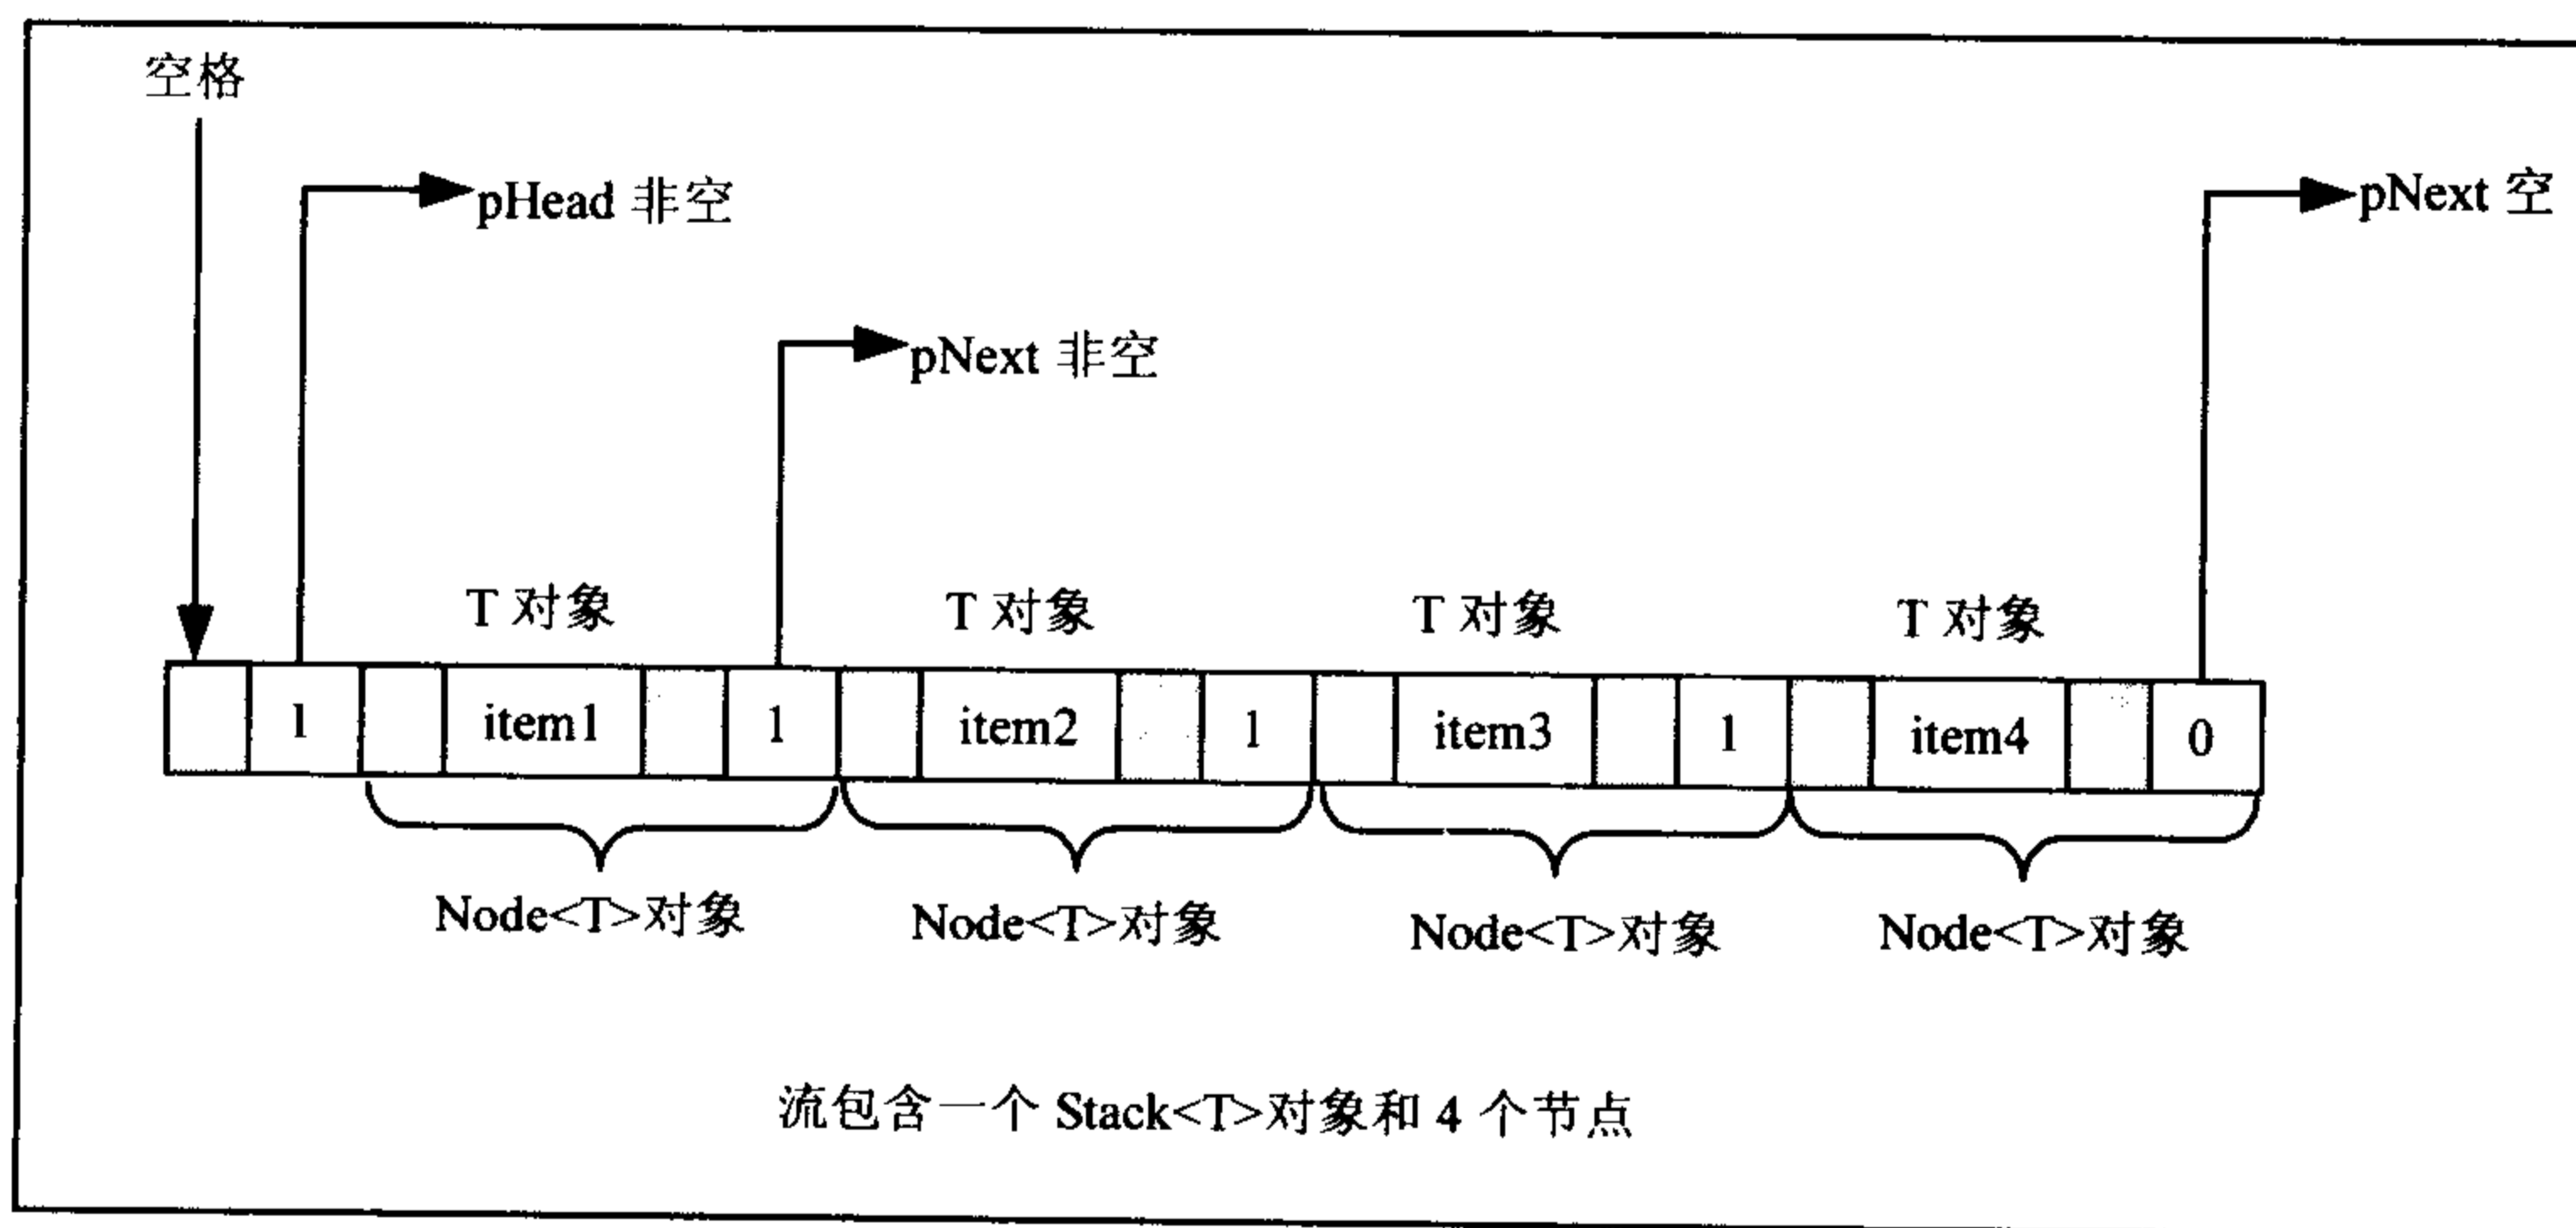 空格
pHead 非空
pNext 空
pNext 非空
T 对象 T 对象 T 对象 T 对象
1 item1 1 item2 1 item3 1 item4 0
Node<T>对象 Node<T>对象 Node<T>对象 Node<T>对象
流包含一个 Stack<T>对象和 4 个节点